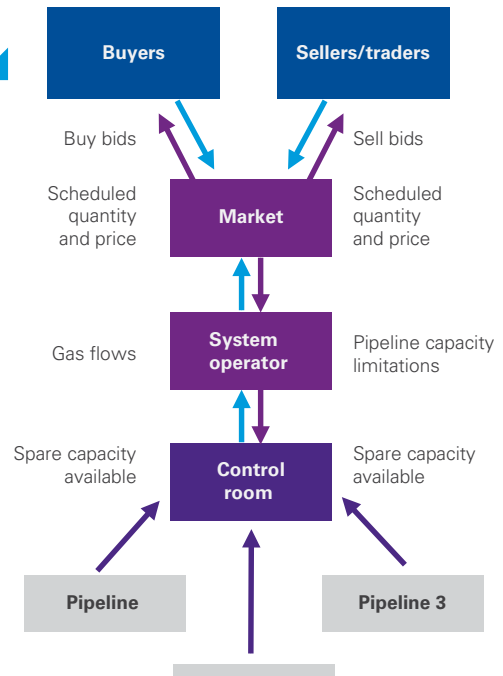 Buyers
Sellers/traders
Buy bids
Sell bids
Scheduled
quantity
and price
Market
Scheduled
quantity
and price
Gas flows
System
operator
Pipeline capacity
limitations
Spare capacity
available
Control
room
Spare capacity
available
Pipeline
Pipeline 3